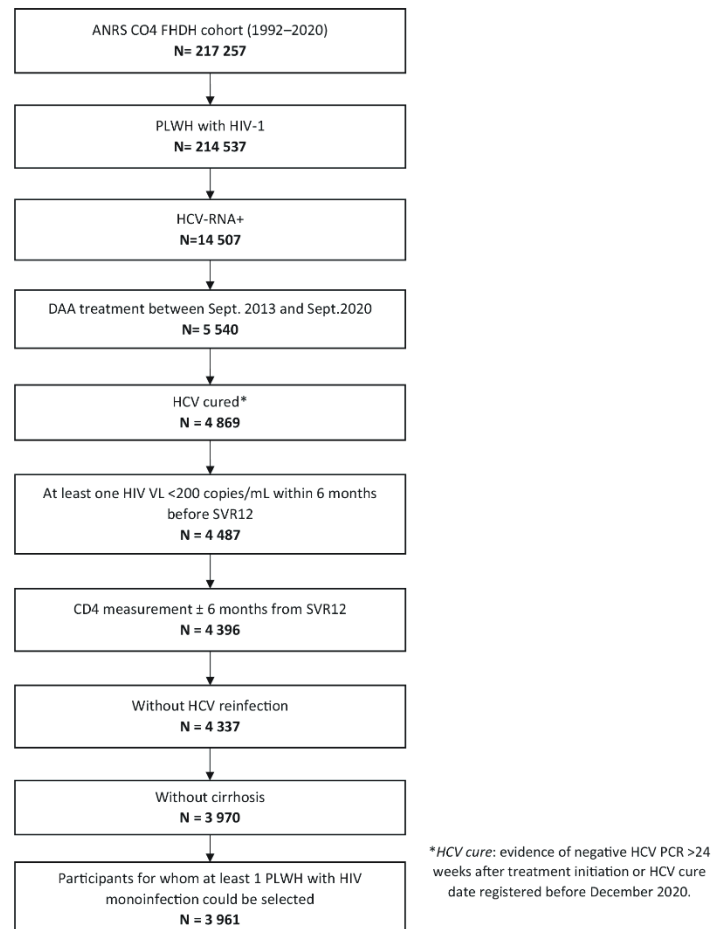 ANRS CO4 FHDH cohort (1992–2020)
N= 217 257
PLWH with HIV-1
N= 214 537
HCV-RNA+
N=14 507
DAA treatment between Sept. 2013 and Sept.2020
N= 5 540
HCV cured*
N = 4 869
At least one HIV VL <200 copies/mL within 6 months
before SVR12
N = 4 487
CD4 measurement ± 6 months from SVR12
N = 4 396
Without HCV reinfection
N = 4 337
Without cirrhosis
N = 3 970
Participants for whom at least 1 PLWH with HIV
monoinfection could be selected
N = 3 961
*HCV cure: evidence of negative HCV PCR >24
weeks after treatment initiation or HCV cure
date registered before December 2020.